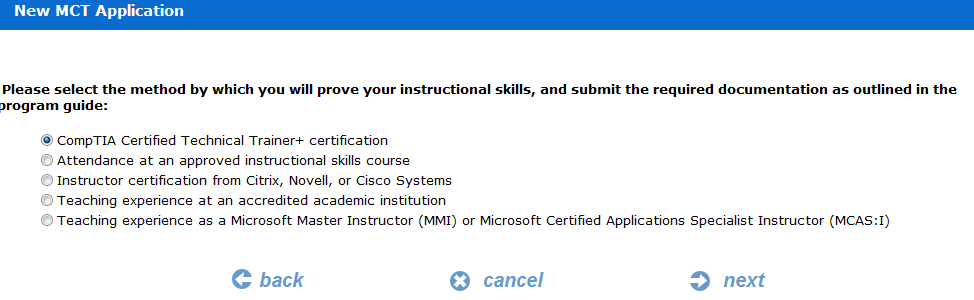 New MCT Application
Please select the method by which you will prove your instructional skills, and submit the required documentation as outlined in the
program guide:
CompTIA Certified Technical Trainer+ certification
Attendance at an approved instructional skills course
Instructor certification from Citrix, Novell, or Cisco Systems
Teaching experience at an accredited academic institution
Teaching experience as a Microsoft Master Instructor (MMI) or Microsoft Certified Applications Specialist Instructor (MCAS:I)
back cancel next